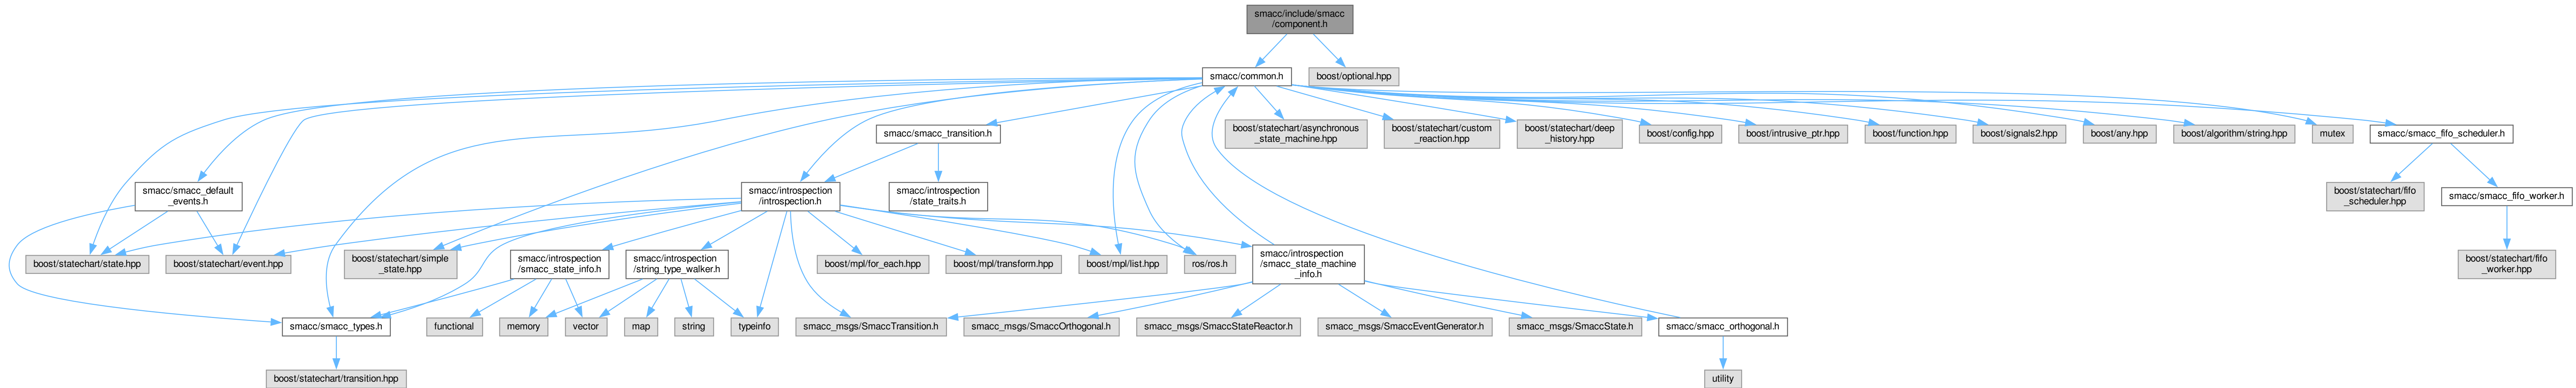 smacc/include/smacc
/component.h
smacc/common.h
boost/optional.hpp
smacc/smacc_transition.h
boost/statechart/asynchronous
_state_machine.hpp
boost/statechart/custom
_reaction.hpp
boost/statechart/deep
_history.hpp
boost/config.hpp
boost/intrusive_ptr.hpp
boost/function.hpp
boost/signals2.hpp
boost/any.hpp
boost/algorithm/string.hpp
mutex
smacc/smacc_fifo_scheduler.h
smacc/smacc_default
_events.h
smacc/introspection
/introspection.h
smacc/introspection
/state_traits.h
boost/statechart/fifo
_scheduler.hpp
smacc/smacc_fifo_worker.h
boost/statechart/state.hpp
boost/statechart/event.hpp
boost/statechart/simple
_state.hpp
smacc/introspection
/smacc_state_info.h
smacc/introspection
/string_type_walker.h
boost/mpl/for_each.hpp
boost/mpl/transform.hpp
boost/mpl/list.hpp
ros/ros.h
smacc/introspection
/smacc_state_machine
_info.h
boost/statechart/fifo
_worker.hpp
smacc/smacc_types.h
functional
memory
vector
map
string
typeinfo
smacc_msgs/SmaccTransition.h
smacc_msgs/SmaccOrthogonal.h
smacc_msgs/SmaccStateReactor.h
smacc_msgs/SmaccEventGenerator.h
smacc_msgs/SmaccState.h
smacc/smacc_orthogonal.h
boost/statechart/transition.hpp
utility